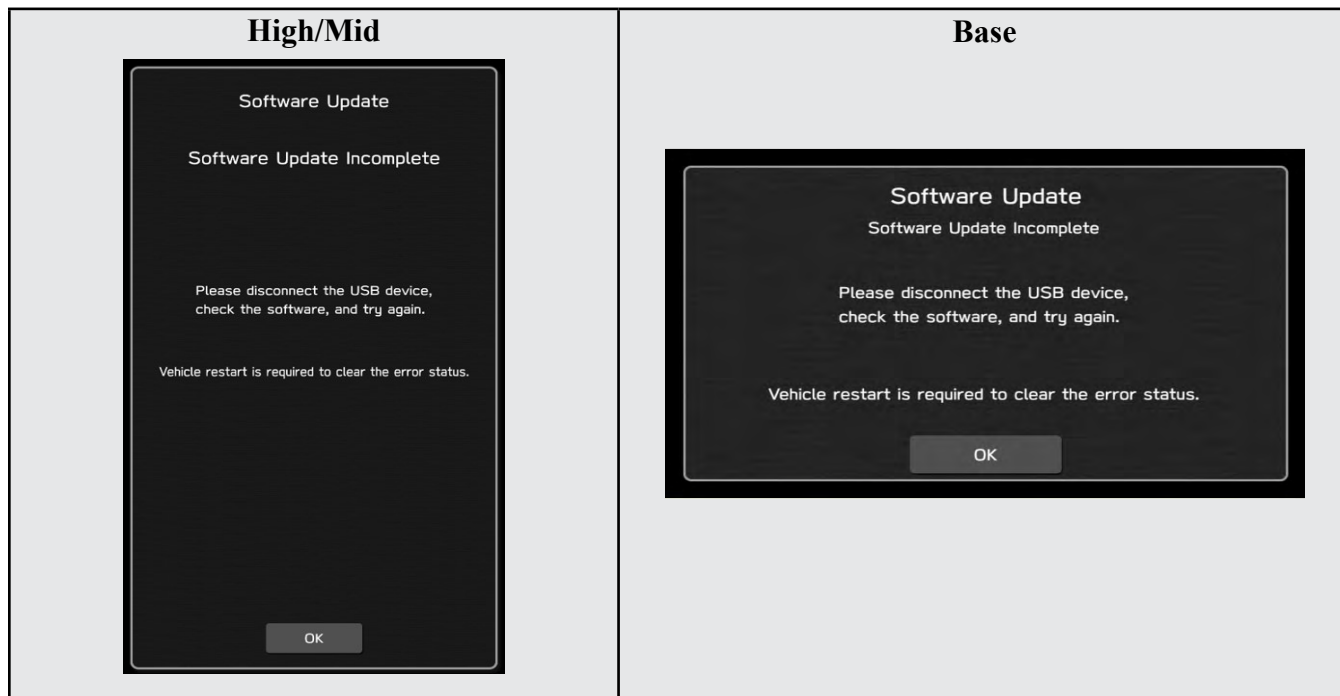 High/Mid
Software Update
Software Update Incomplete
Please disconnect the USB device,
check the software, and try again.
Vehicle restart is required to clear the error status.
OK
Base
Software Update
Software Update Incomplete
Please disconnect the USB device,
check the software, and try again.
Vehicle restart is required to clear the error status.
OK